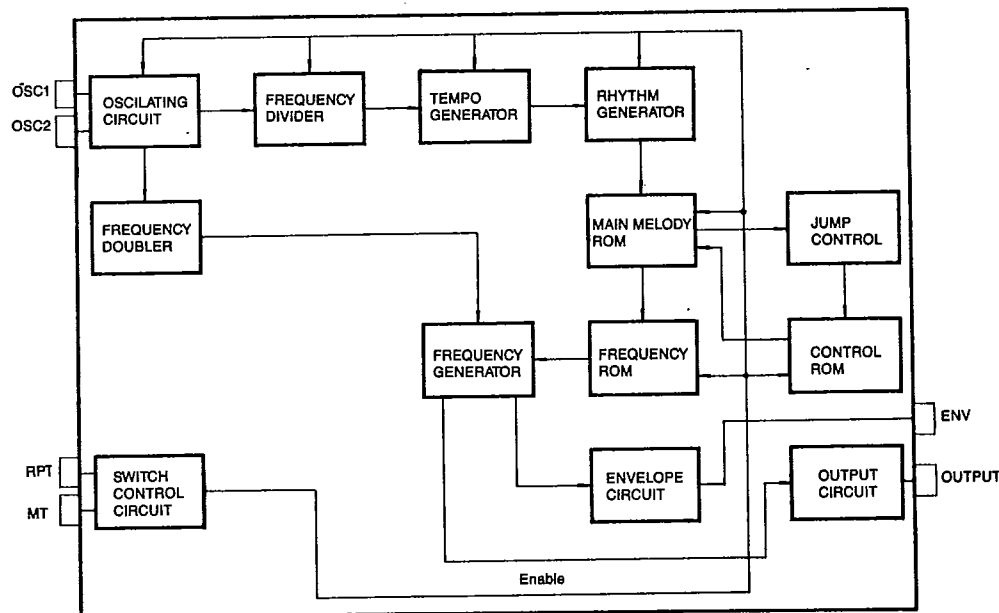 OSC1
OSC2
OSCILATING
CIRCUIT
FREQUENCY
DIVIDER
TEMPO
GENERATOR
RHYTHM
GENERATOR
FREQUENCY
DOUBLER
MAIN MELODY
ROM
JUMP
CONTROL
FREQUENCY
GENERATOR
FREQUENCY
ROM
CONTROL
ROM
ENV
RPT
MT
SWITCH
CONTROL
CIRCUIT
ENVELOPE
CIRCUIT
OUTPUT
CIRCUIT
OUTPUT
Enable